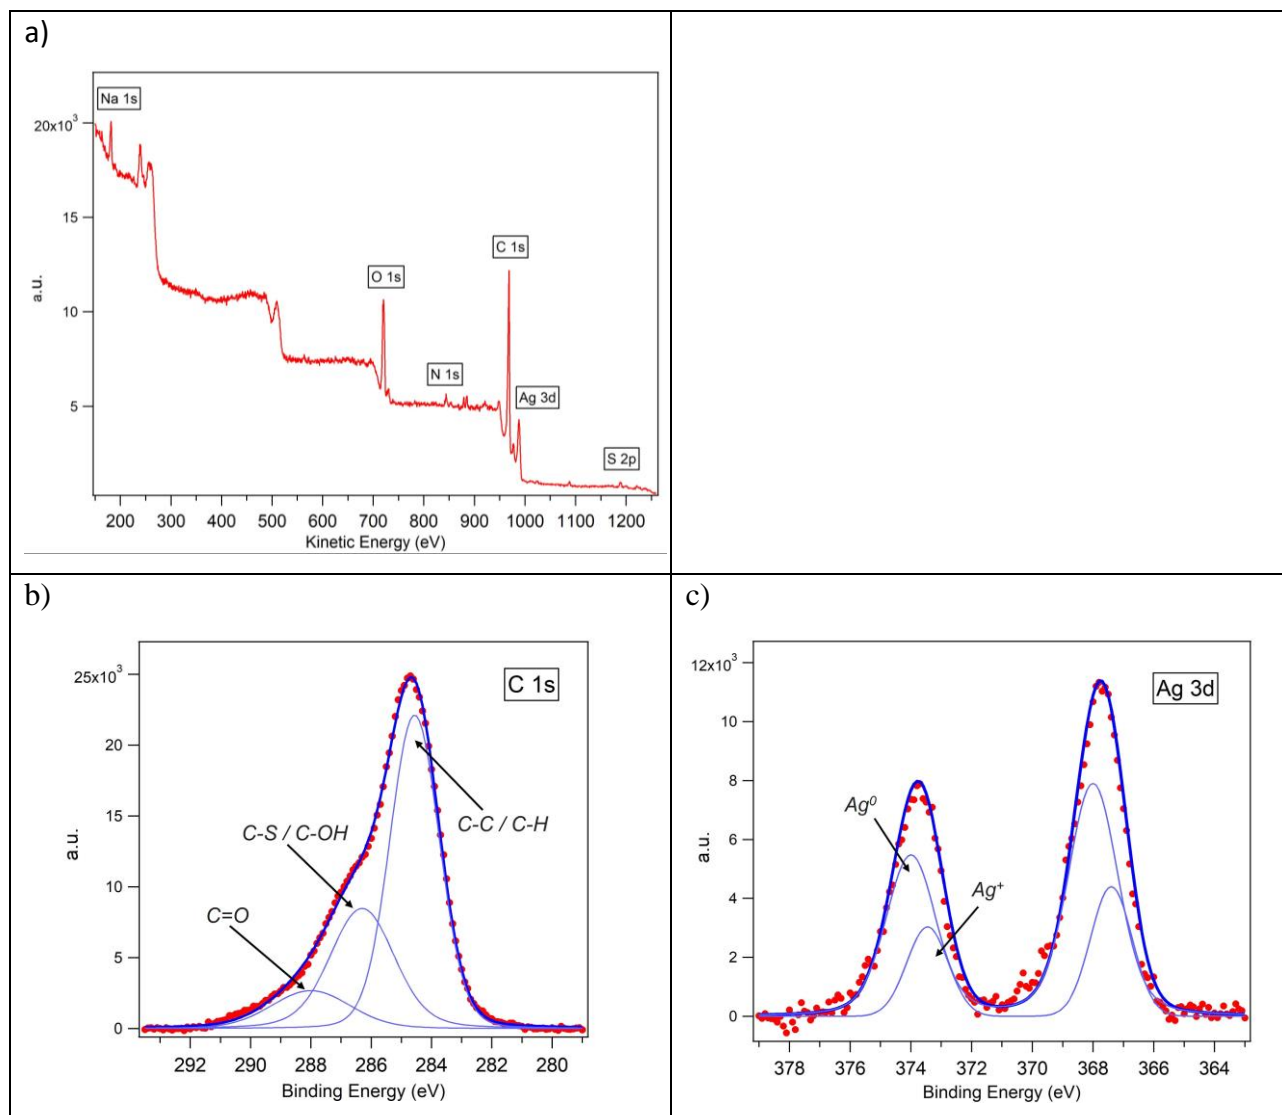 a)
Na 1s
20x10³
15
10
5
a.u.
O 1s
N 1s
C 1s
Ag 3d
S 2p
200 300 400 500 600 700 800 900 1000 1100 1200
Kinetic Energy (eV)
b)
25x10³
20
15
10
5
0
a.u.
C 1s
C-S / C-OH
C-C / C-H
C=O
292 290 288 286 284 282 280
Binding Energy (eV)
c)
12x10³
10
8
6
4
2
0
a.u.
Ag 3d
Ag⁰
Ag⁺
378 376 374 372 370 368 366 364
Binding Energy (eV)